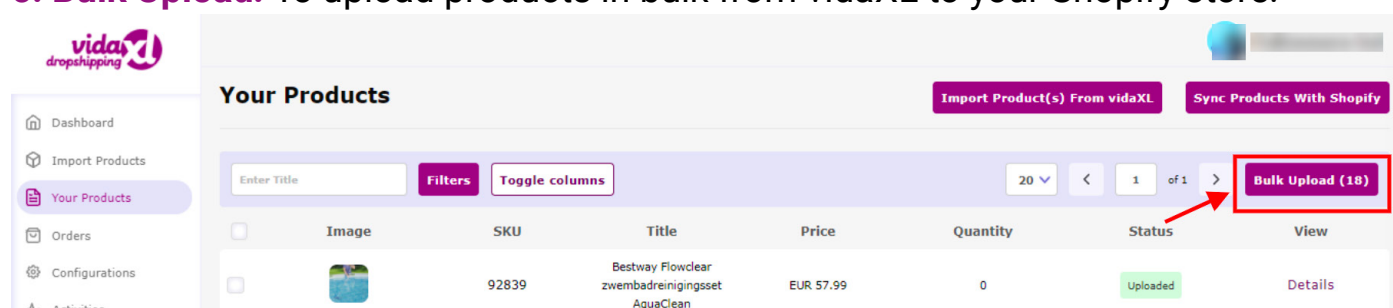 Bulk Upload: To upload products in bulk from vidaXL to your Shopify store.
vidaXL
dropshipping
Your Products
Import Product(s) From vidaXL
Sync Products With Shopify
Dashboard
Import Products
Enter Title
Filters
Toggle columns
20
1
of 1
Bulk Upload (18)
Your Products
Orders
Image
SKU
Title
Price
Quantity
Status
View
Configurations
92839
Bestway Flowclear
zwembadreinigingsset
AquaClean
EUR 57.99
0
Uploaded
Details
Activities